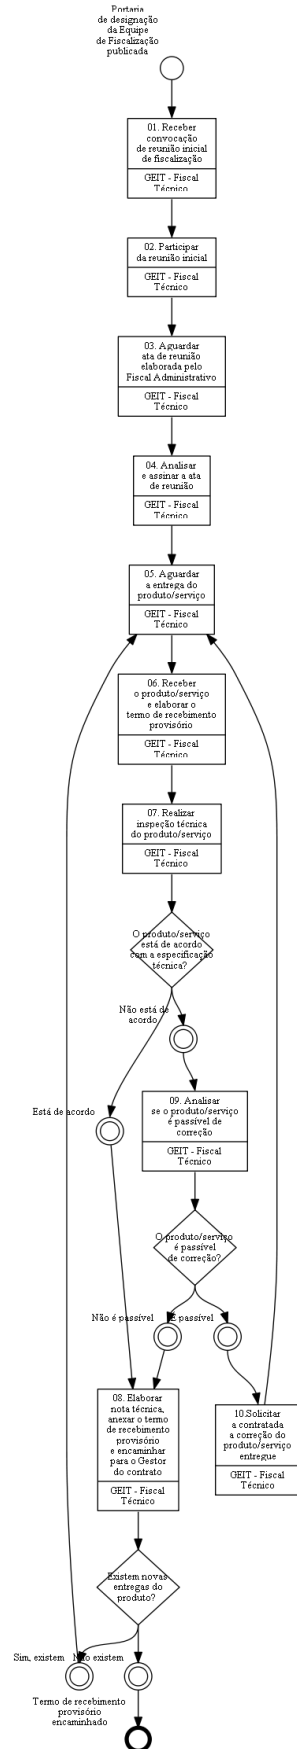 Portaria
de designação
da Equipe
de Fiscalização
publicada
01. Receber
convocação
de reunião inicial
de fiscalização
GEIT - Fiscal
Técnico
02. Participar
da reunião inicial
GEIT - Fiscal
Técnico
03. Aguardar
ata de reunião
elaborada pelo
Fiscal Administrativo
GEIT - Fiscal
Técnico
04. Analisar
e assinar a ata
de reunião
GEIT - Fiscal
Técnico
05. Aguardar
a entrega do
produto/serviço
GEIT - Fiscal
Técnico
06. Receber
o produto/serviço
e elaborar o
termo de recebimento
provisório
GEIT - Fiscal
Técnico
07. Realizar
inspeção técnica
do produto/serviço
GEIT - Fiscal
Técnico
O produto/serviço
está de acordo
com a especificação
técnica?
Não está de
acordo
Está de acordo
09. Analisar
se o produto/serviço
é passível de
correção
GEIT - Fiscal
Técnico
O produto/serviço
é passível
de correção?
Não é passível
É passível
08. Elaborar
nota técnica,
anexar o termo
de recebimento
provisório
e encaminhar
para o Gestor
do contrato
GEIT - Fiscal
Técnico
10.Solicitar
a contratada
a correção do
produto/serviço
entregue
GEIT - Fiscal
Técnico
Existem novas
entregas do
produto?
Sim, existem
Não existem
Termo de recebimento
provisório
encaminhado